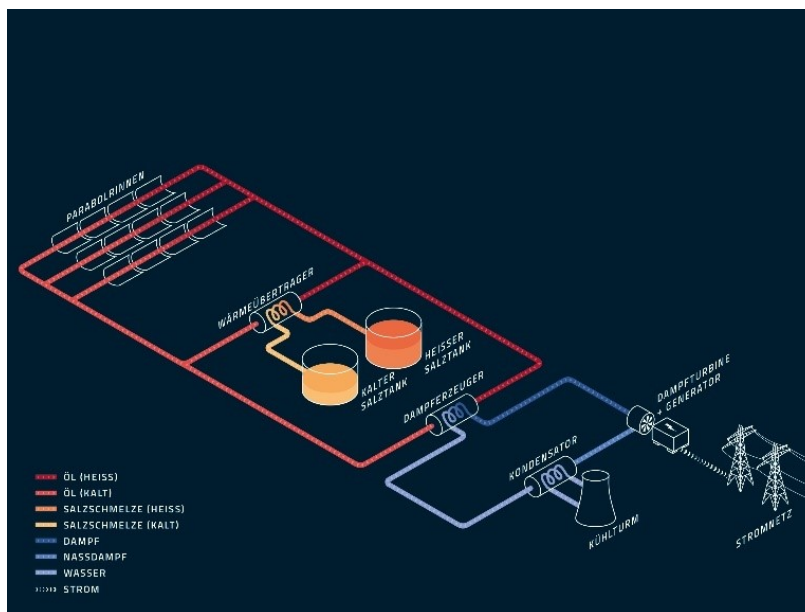 PARABOLRINNEN
WÄRMEÜBERTRÄGER
HEISSER
SALZTANK
KALTER
SALZTANK
DAMPFERZEUGER
DAMPFTURBINE
+ GENERATOR
KONDENSATOR
KÜHLTURM
STROMNETZ
ÖL (HEISS)
ÖL (KALT)
SALZSCHMELZE (HEISS)
SALZSCHMELZE (KALT)
DAMPF
NASSDAMPF
WASSER
STROM